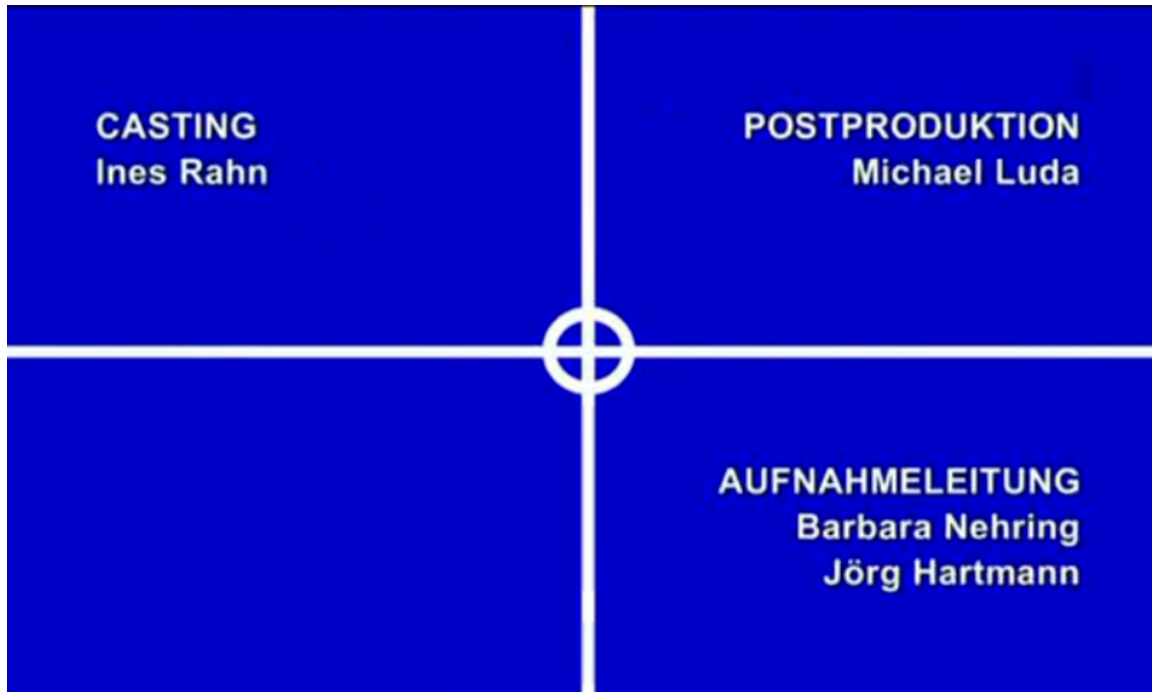 CASTING
Ines Rahn
POSTPRODUKTION
Michael Luda
AUFNAHMELEITUNG
Barbara Nehring
Jörg Hartmann